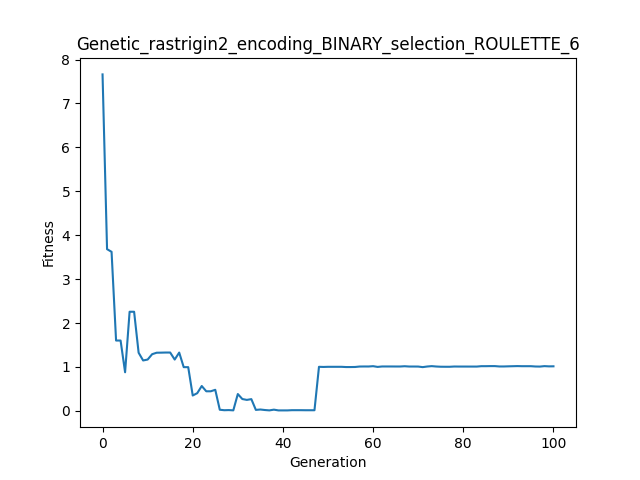 Genetic_rastrigin2_encoding_BINARY_selection_ROULETTE_6
8
7
6
5
4
3
2
1
0
Fitness
0 20 40 60 80 100
Generation